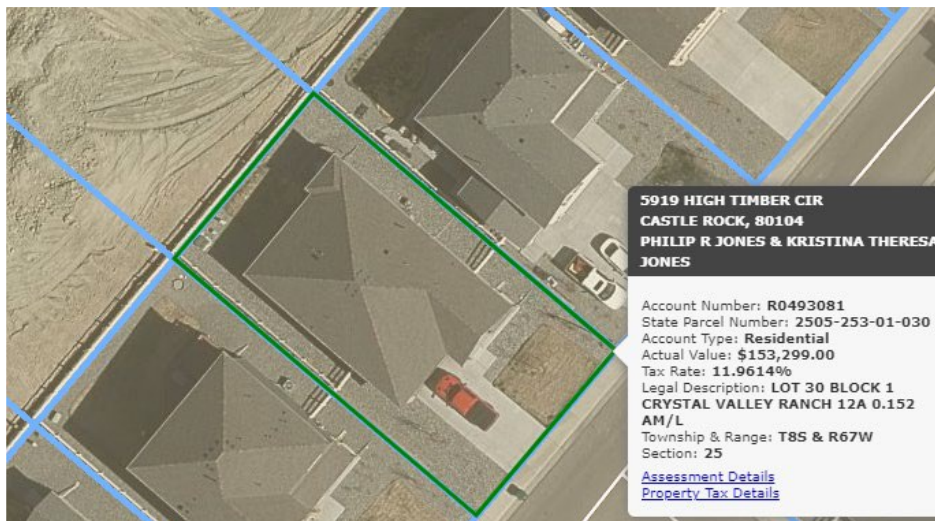 5919 HIGH TIMBER CIR
CASTLE ROCK, 80104
PHILIP R JONES & KRISTINA THERESA
JONES
Account Number: R0493081
State Parcel Number: 2505-253-01-030
Account Type: Residential
Actual Value: $153,299.00
Tax Rate: 11.9614%
Legal Description: LOT 30 BLOCK 1
CRYSTAL VALLEY RANCH 12A 0.152
AM/L
Township & Range: T8S & R67W
Section: 25
Assessment Details
Property Tax Details